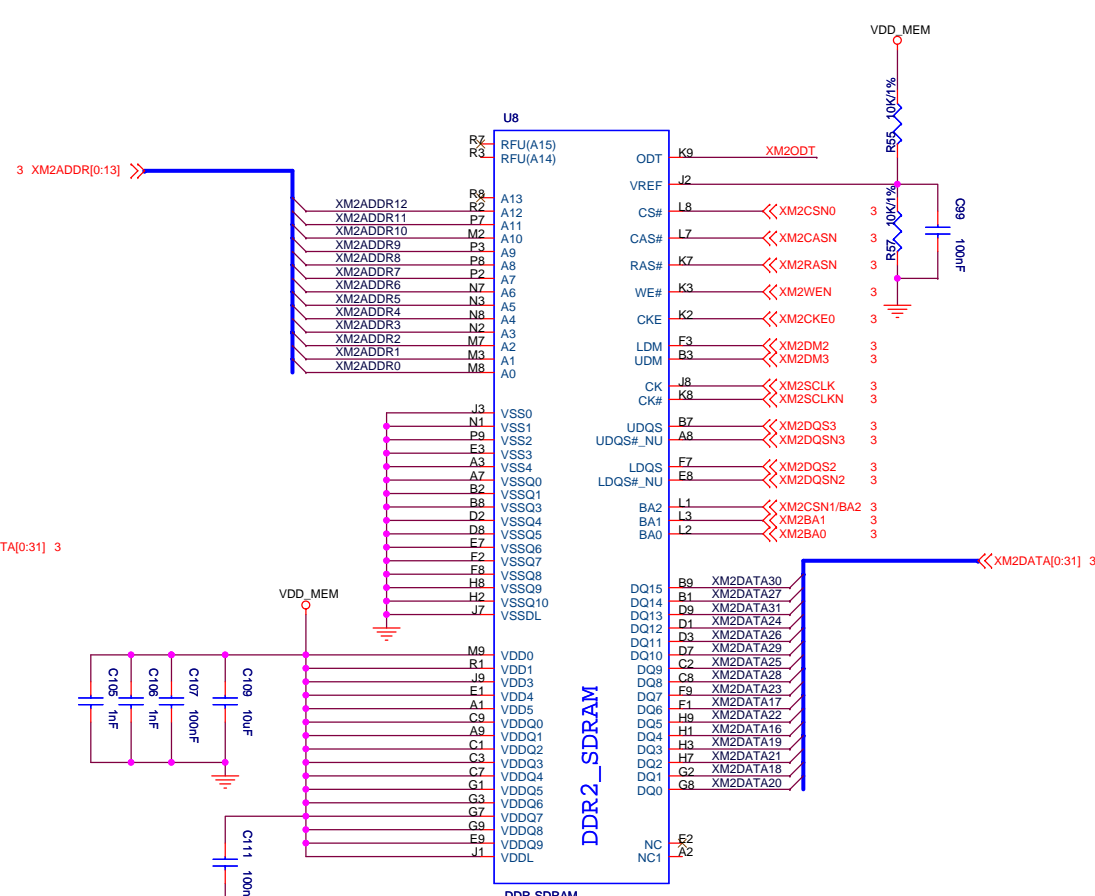 VDD_MEM
R55 10K/1%
U8
R7 RFU(A15)
R3 RFU(A14)
ODT K9 XM2ODT
3 XM2ADDR[0:13]
VREF J2
R8 A13
XM2ADDR12 R2 A12
XM2ADDR11 P7 A11
XM2ADDR10 M2 A10
XM2ADDR9 P3 A9
XM2ADDR8 P8 A8
XM2ADDR7 P2 A7
XM2ADDR6 N7 A6
XM2ADDR5 N3 A5
XM2ADDR4 N8 A4
XM2ADDR3 N2 A3
XM2ADDR2 M7 A2
XM2ADDR1 M3 A1
XM2ADDR0 M8 A0
CS# L8 XM2CSN0 3
CAS# L7 XM2CASN 3
RAS# K7 XM2RASN 3
WE# K3 XM2WEN 3
CKE K2 XM2CKE0 3
LDM F3 XM2DM2 3
UDM B3 XM2DM3 3
CK J8 XM2SCLK 3
CK# K8 XM2SCLKN 3
R57 10K/1%
C99 100nF
J3 VSS0
N1 VSS1
P9 VSS2
E3 VSS3
A3 VSS4
A7 VSSQ0
B2 VSSQ1
B8 VSSQ3
D2 VSSQ4
D8 VSSQ5
E7 VSSQ6
F2 VSSQ7
F8 VSSQ8
H8 VSSQ9
H2 VSSQ10
J7 VSSDL
UDQS B7 XM2DQS3 3
UDQS#_NU A8 XM2DQSN3 3
LDQS F7 XM2DQS2 3
LDQS#_NU E8 XM2DQSN2 3
BA2 L1 XM2CSN1/BA2 3
BA1 L3 XM2BA1 3
BA0 L2 XM2BA0 3
TA[0:31] 3
XM2DATA[0:31] 3
DQ15 B9 XM2DATA30
DQ14 B1 XM2DATA27
DQ13 D9 XM2DATA31
DQ12 D1 XM2DATA24
DQ11 D3 XM2DATA26
DQ10 D7 XM2DATA29
DQ9 C2 XM2DATA25
DQ8 C8 XM2DATA28
DQ7 F9 XM2DATA23
DQ6 F1 XM2DATA17
DQ5 H9 XM2DATA22
DQ4 H1 XM2DATA16
DQ3 H3 XM2DATA19
DQ2 H7 XM2DATA21
DQ1 G2 XM2DATA18
DQ0 G8 XM2DATA20
VDD_MEM
M9 VDD0
R1 VDD1
J9 VDD3
E1 VDD4
A1 VDD5
C9 VDDQ0
A9 VDDQ1
C1 VDDQ2
C3 VDDQ3
C7 VDDQ4
G1 VDDQ5
G3 VDDQ6
G7 VDDQ7
G9 VDDQ8
E9 VDDQ9
J1 VDDL
C105 1nF
C106 1nF
C107 100nF
C109 10uF
C111 100n
DDR2_SDRAM
NC E2
NC1 A2
DDR SDRAM